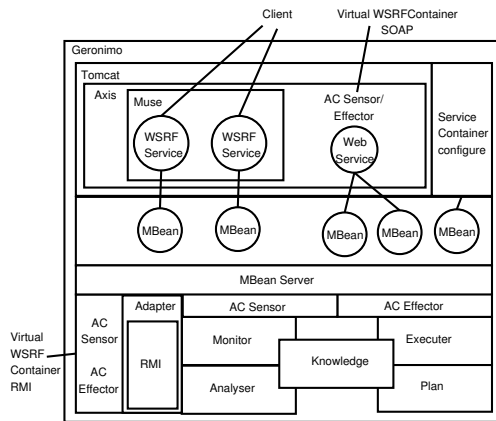 Client
Virtual WSRFContainer
SOAP
Geronimo
Tomcat
Axis
Muse
AC Sensor/
Effector
WSRF
Service
WSRF
Service
Web
Service
Service
Container
configure
MBean
MBean
MBean
MBean
MBean
MBean Server
AC
Sensor
AC
Effector
Adapter
RMI
AC Sensor
AC Effector
Monitor
Executer
Knowledge
Analyser
Plan
Virtual
WSRF
Container
RMI